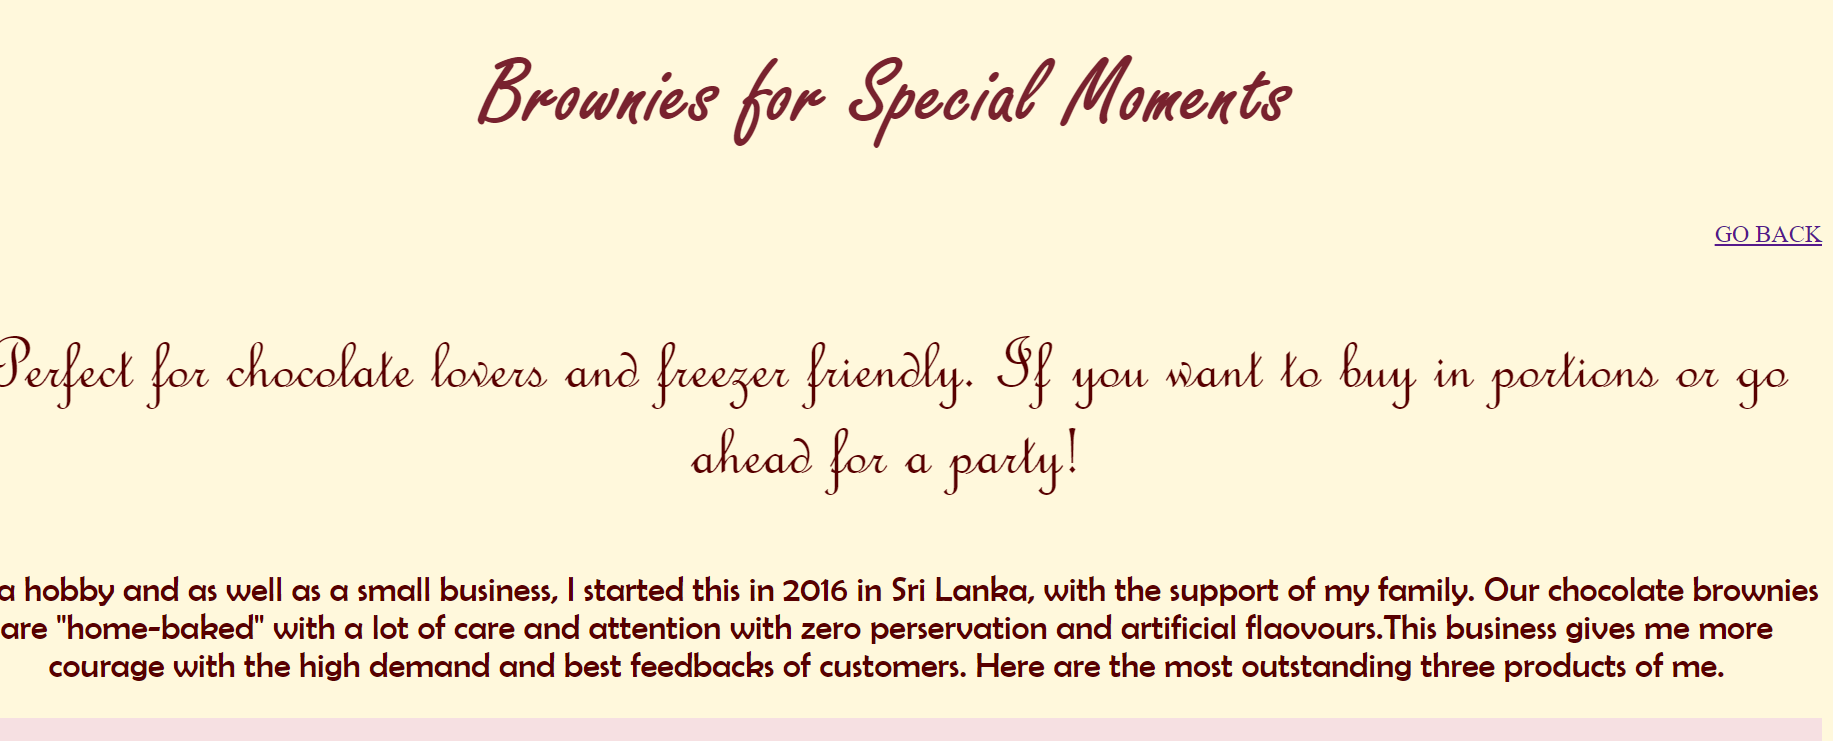 Brownies for Special Moments
GO BACK
Perfect for chocolate lovers and freezer friendly. If you want to buy in portions or go
ahead for a party!
a hobby and as well as a small business, I started this in 2016 in Sri Lanka, with the support of my family. Our chocolate brownies
are "home-baked" with a lot of care and attention with zero perservation and artificial flaovours.This business gives me more
courage with the high demand and best feedbacks of customers. Here are the most outstanding three products of me.